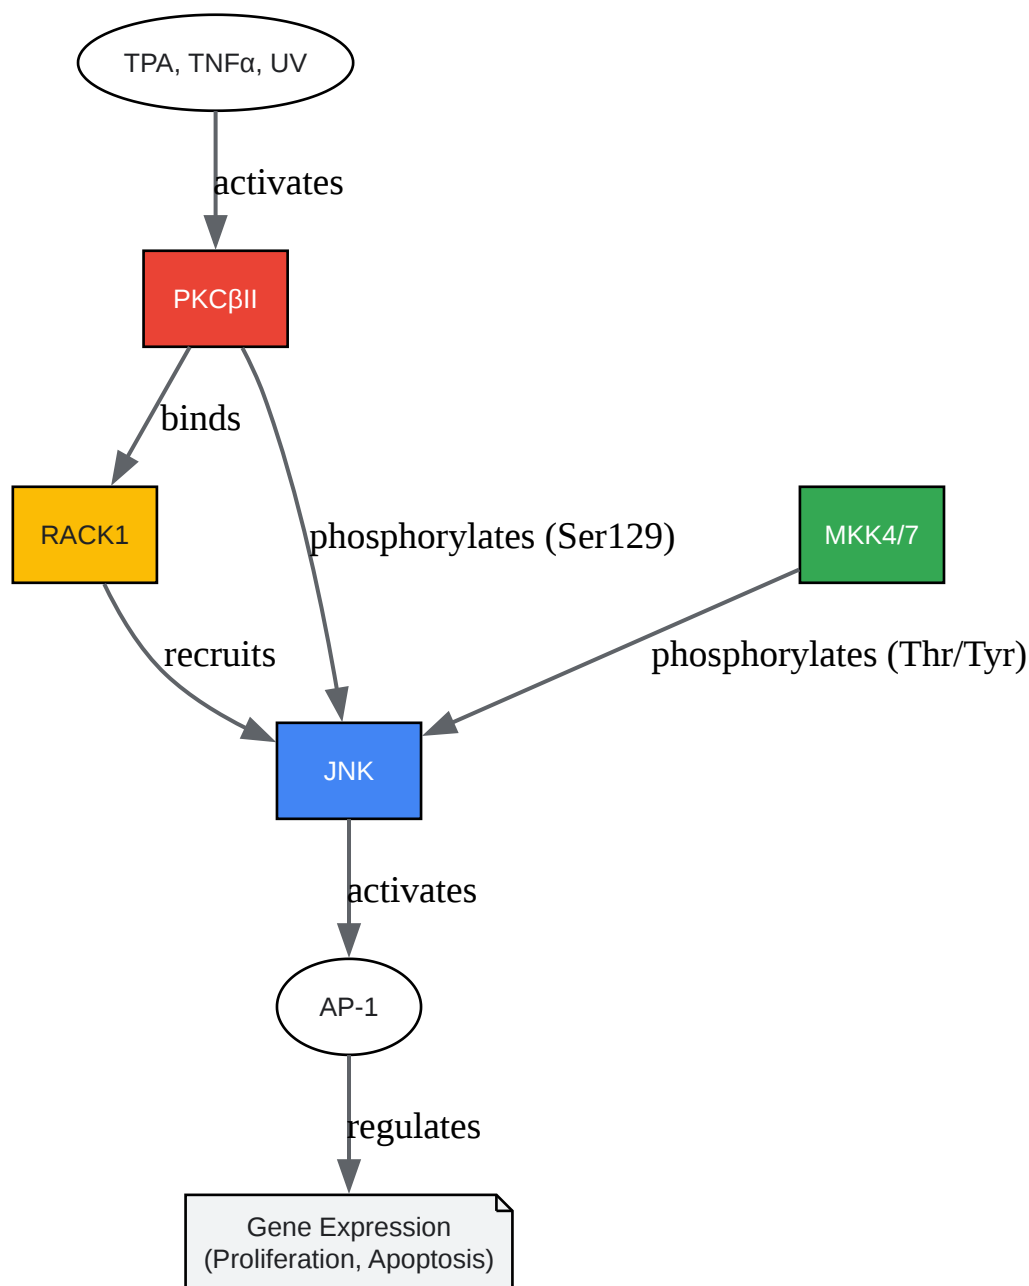 TPA, TNFα, UV
activates
PKCβII
binds
phosphorylates (Ser129)
RACK1
MKK4/7
recruits
phosphorylates (Thr/Tyr)
JNK
activates
AP-1
regulates
Gene Expression
(Proliferation, Apoptosis)